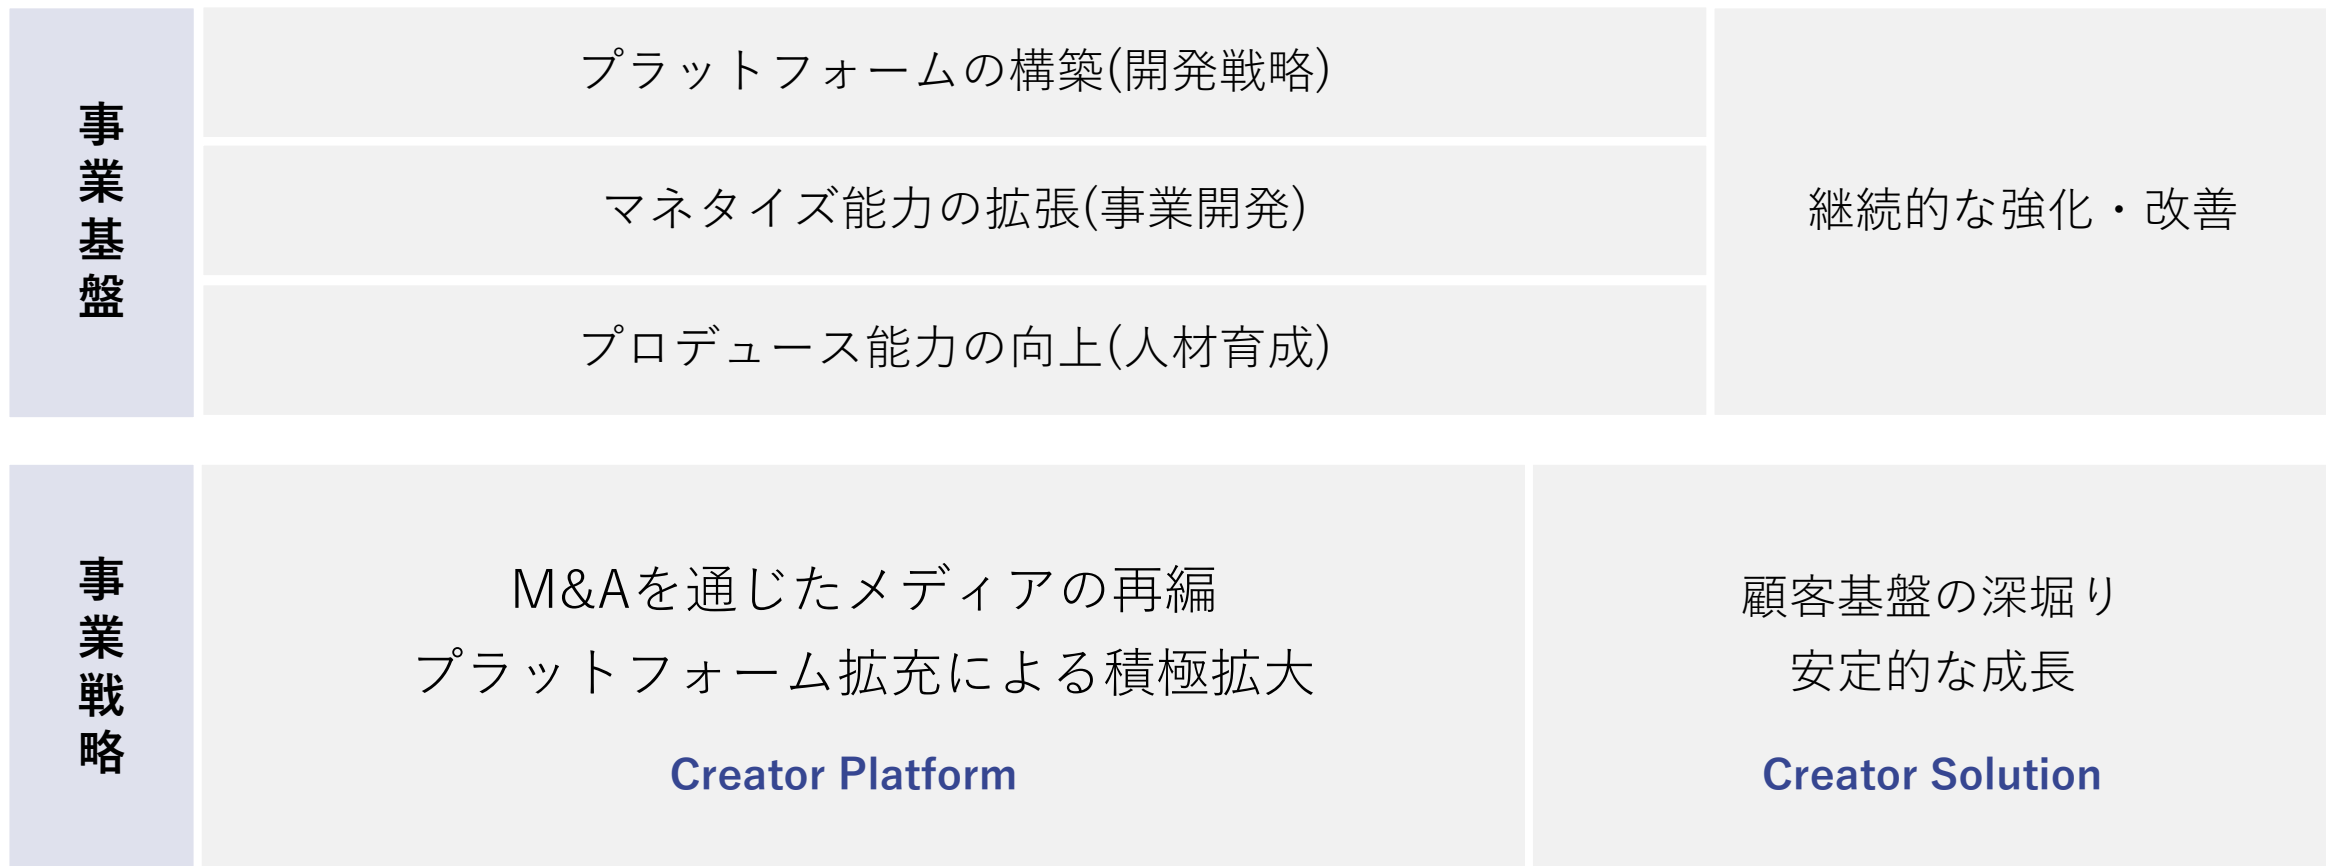 事業基盤
プラットフォームの構築(開発戦略)
マネタイズ能力の拡張(事業開発)
プロデュース能力の向上(人材育成)
継続的な強化・改善
事業戦略
M&Aを通じたメディアの再編
プラットフォーム拡充による積極拡大
Creator Platform
顧客基盤の深堀り
安定的な成長
Creator Solution